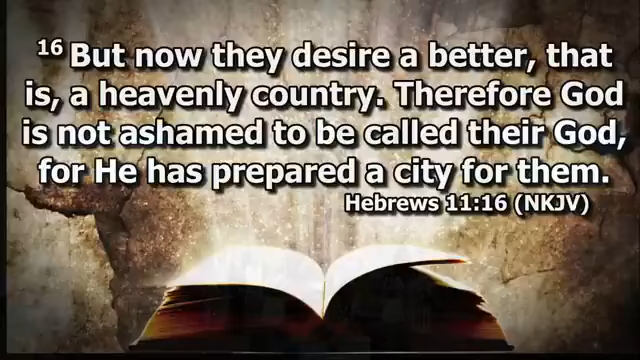 16 But now they desire a better, that
is, a heavenly country. Therefore God
is not ashamed to be called their God,
for He has prepared a city for them.
Hebrews 11:16 (NKJV)